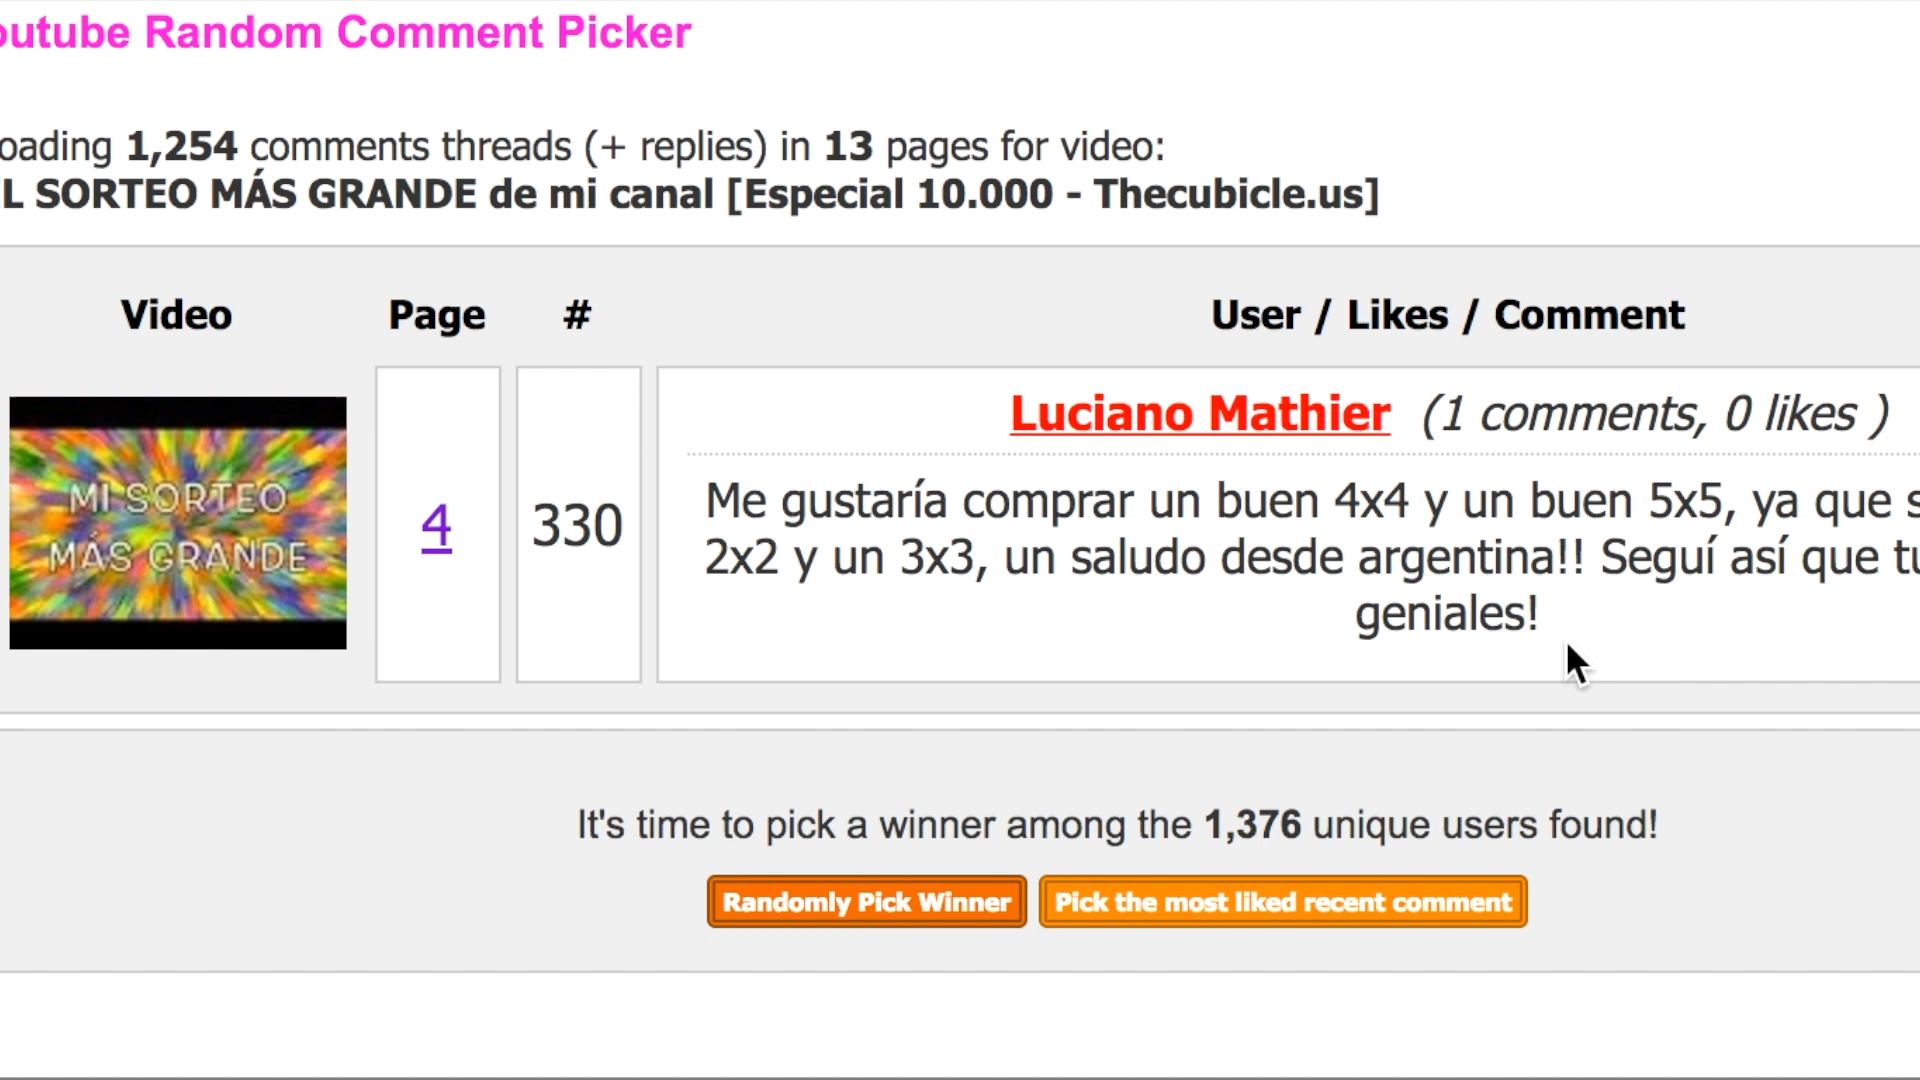 outube Random Comment Picker
oading 1,254 comments threads (+ replies) in 13 pages for video:
L SORTEO MÁS GRANDE de mi canal [Especial 10.000 - Thecubicle.us]
Video Page # User / Likes / Comment
MI SORTEO
MÁS GRANDE
4
330
Luciano Mathier (1 comments, 0 likes )
Me gustaría comprar un buen 4x4 y un buen 5x5, ya que s
2x2 y un 3x3, un saludo desde argentina!! Seguí así que tu
geniales!
It's time to pick a winner among the 1,376 unique users found!
Randomly Pick Winner Pick the most liked recent comment